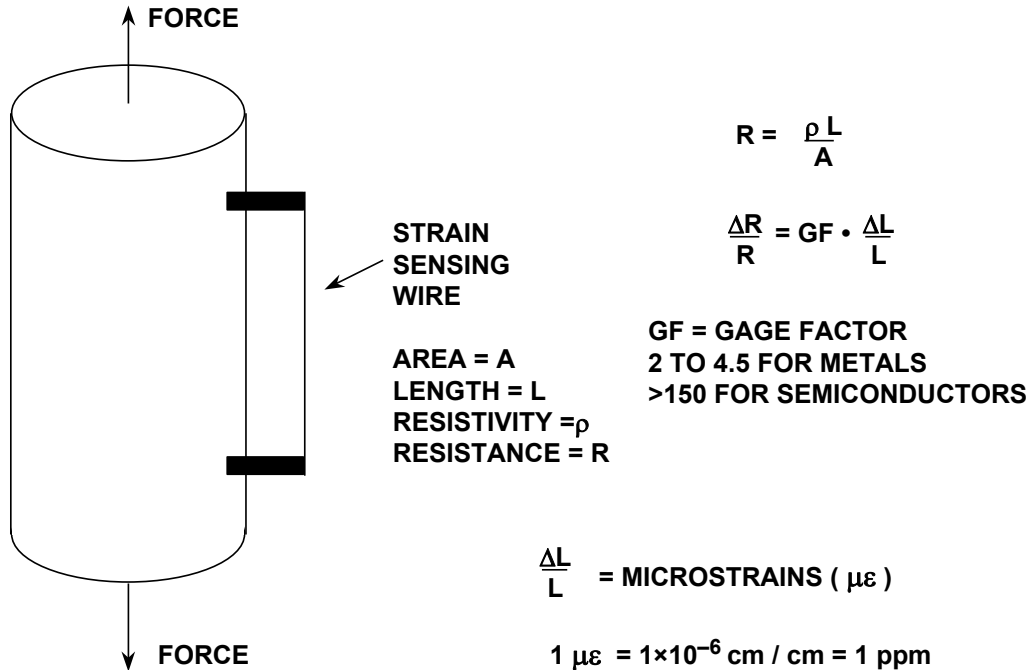 FORCE
R = ρ L / A
ΔR / R = GF • ΔL / L
STRAIN
SENSING
WIRE
AREA = A
LENGTH = L
RESISTIVITY =ρ
RESISTANCE = R
GF = GAGE FACTOR
2 TO 4.5 FOR METALS
>150 FOR SEMICONDUCTORS
ΔL / L = MICROSTRAINS ( με )
1 με = 1×10⁻⁶ cm / cm = 1 ppm
FORCE